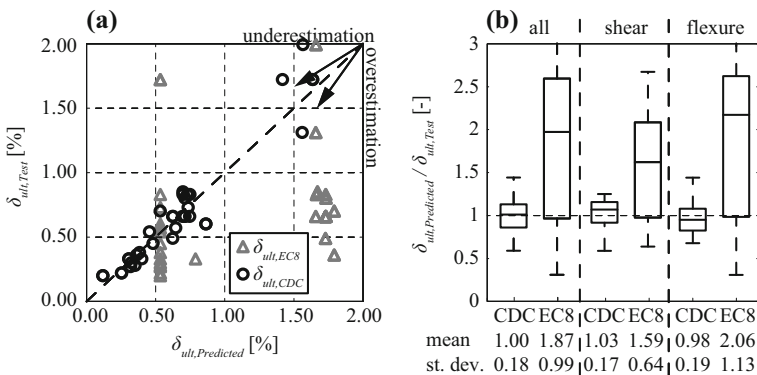 (a)
underestimation
overestimation
2.00
1.50
1.00
0.50
0.00
δult,Test [%]
δult,EC8
δult,CDC
0.00 0.50 1.00 1.50 2.00
δult,Predicted [%]
(b)
all shear flexure
3
2.5
2
1.5
1
0.5
0
δult,Predicted / δult,Test [-]
CDC EC8 CDC EC8 CDC EC8
mean 1.00 1.87 1.03 1.59 0.98 2.06
st. dev. 0.18 0.99 0.17 0.64 0.19 1.13